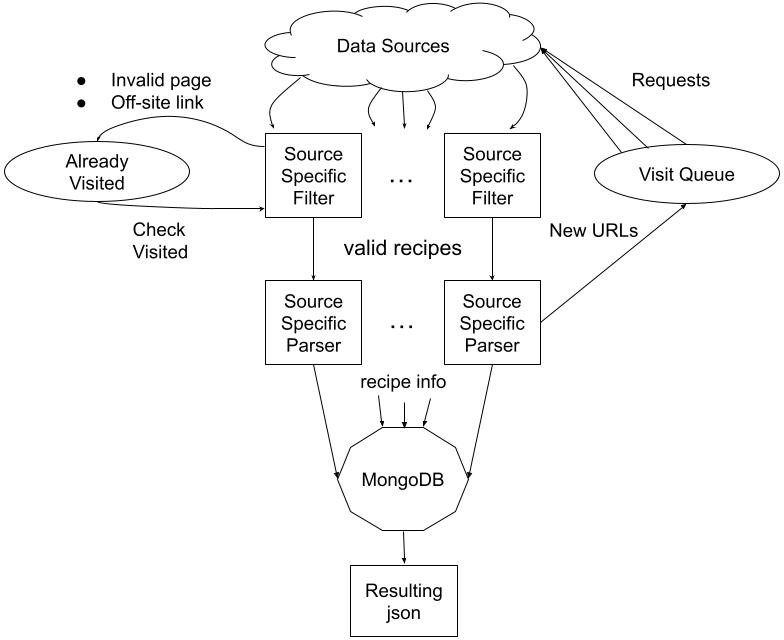 Data Sources
● Invalid page
● Off-site link
Requests
Already
Visited
Source
Specific
Filter
...
Source
Specific
Filter
Visit Queue
Check
Visited
valid recipes
New URLs
Source
Specific
Parser
...
Source
Specific
Parser
recipe info
MongoDB
Resulting
json